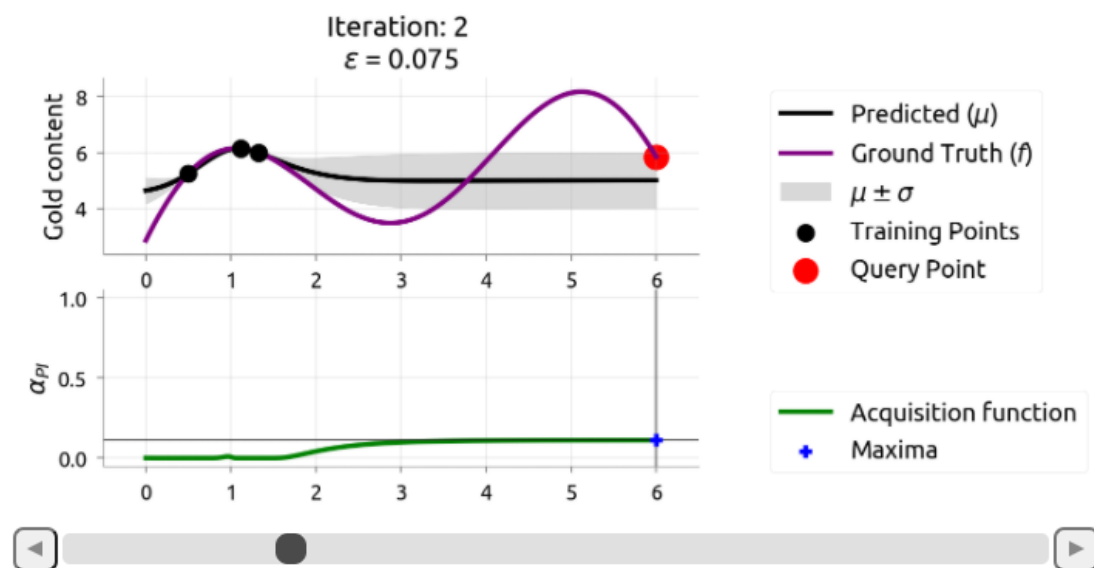 Iteration: 2
ε = 0.075
Gold content
8
6
4
0 1 2 3 4 5 6
Predicted (μ)
Ground Truth (f)
μ ± σ
Training Points
Query Point
α_PI
1.0
0.5
0.0
0 1 2 3 4 5 6
Acquisition function
Maxima